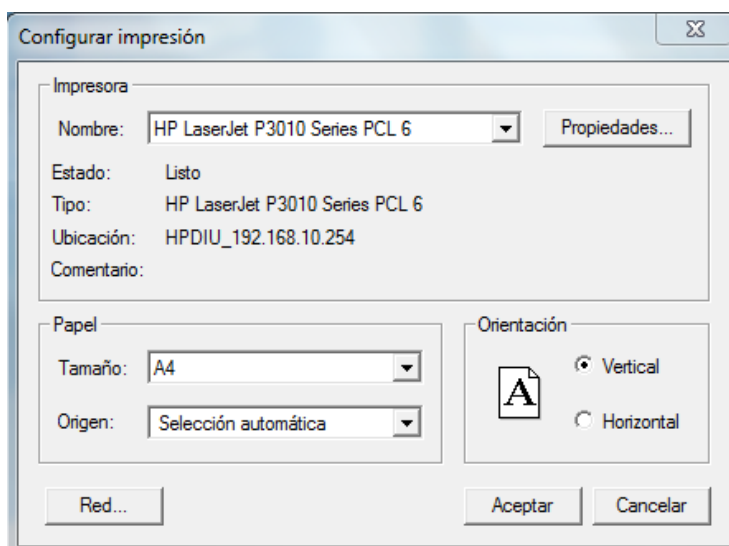 Configurar impresión
Impresora
Nombre: HP LaserJet P3010 Series PCL 6 Propiedades...
Estado: Listo
Tipo: HP LaserJet P3010 Series PCL 6
Ubicación: HPDIU_192.168.10.254
Comentario:
Papel
Tamaño: A4
Origen: Selección automática
Orientación
A
Vertical
Horizontal
Red... Aceptar Cancelar